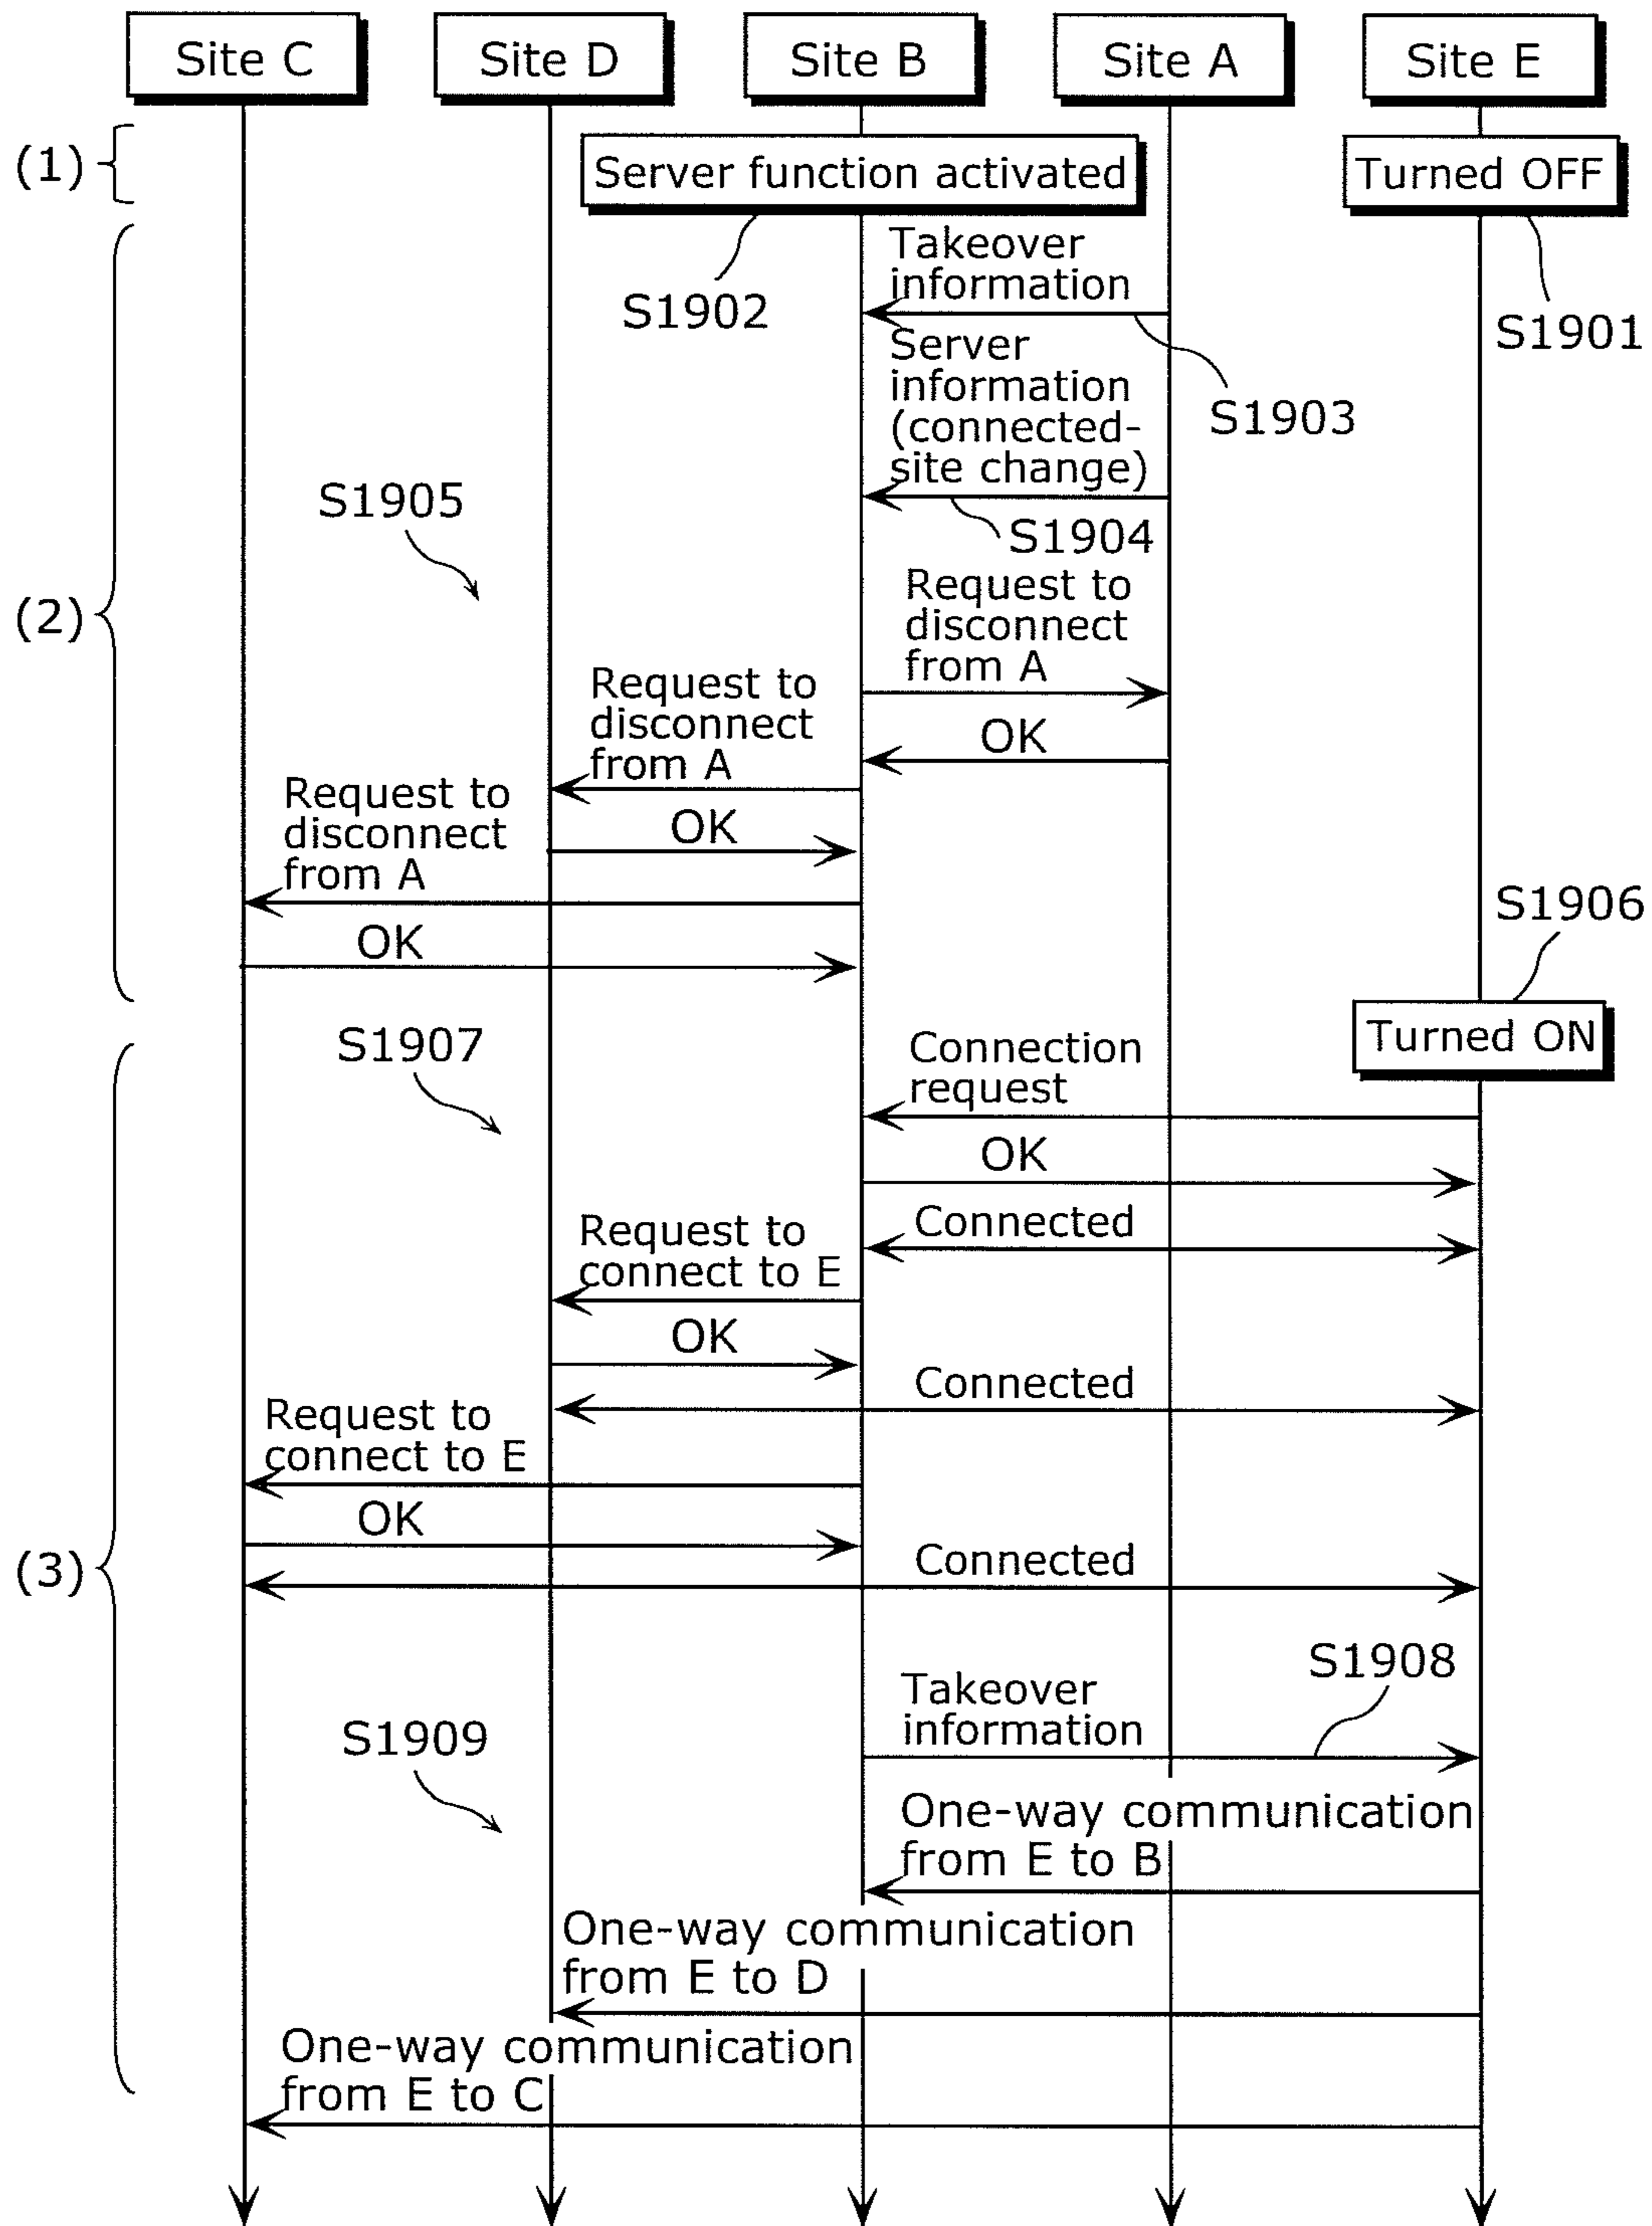 Site C
Site D
Site B
Site A
Site E
(1)
Server function activated
Turned OFF
Takeover
information
S1902
S1901
Server
information
(connected-
site change)
S1903
S1905
S1904
(2)
Request to
disconnect
from A
Request to
disconnect
from A
OK
Request to
disconnect
from A
OK
S1906
OK
Turned ON
S1907
Connection
request
OK
Connected
Request to
connect to E
OK
Connected
Request to
connect to E
OK
Connected
(3)
S1908
Takeover
information
S1909
One-way communication
from E to B
One-way communication
from E to D
One-way communication
from E to C